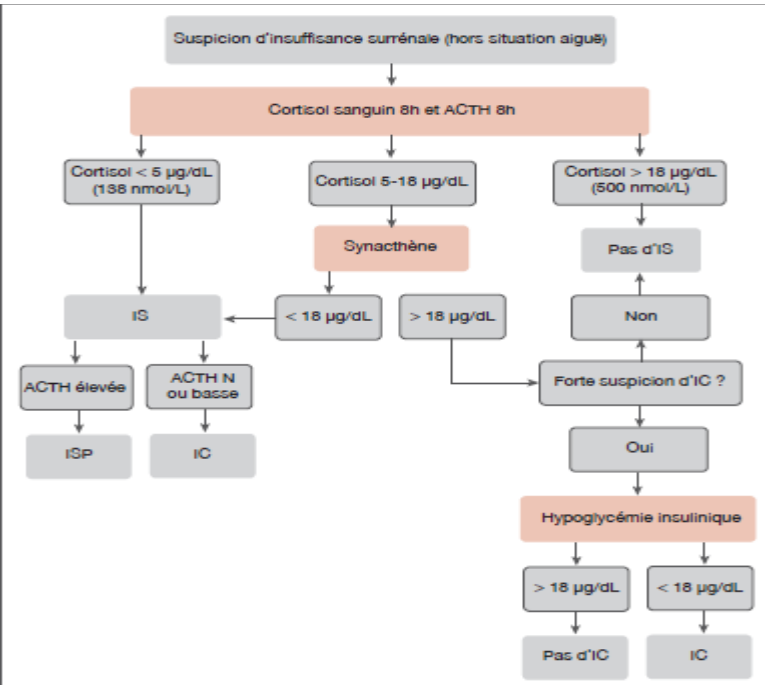 Suspicion d'insuffisance surrénale (hors situation aiguë)
Cortisol sanguin 8h et ACTH 8h
Cortisol < 5 µg/dL
(138 nmol/L)
Cortisol 5-18 µg/dL
Cortisol > 18 µg/dL
(500 nmol/L)
Synacthène
Pas d'IS
IS
< 18 µg/dL
> 18 µg/dL
Non
ACTH élevée
ACTH N
ou basse
Forte suspicion d'IC ?
ISP
IC
Oui
Hypoglycémie insulinique
> 18 µg/dL
< 18 µg/dL
Pas d'IC
IC